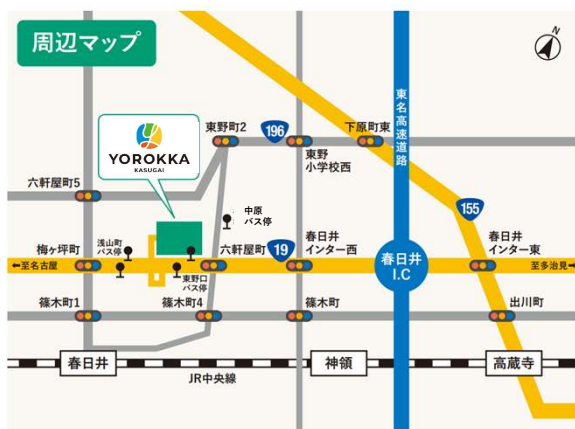 周辺マップ
N
YOROKKA
KASUGAI
東名高速道路
東野町2
196
東野
小学校西
下原町東
六軒屋町5
中原
バス停
155
浅山町
バス停
梅ヶ坪町
六軒屋町
19
春日井
インター西
春日井
I.C
春日井
インター東
←至名古屋
東野口
バス停
至多治見→
篠木町1
篠木町4
篠木町
出川町
春日井
JR中央線
神領
高蔵寺